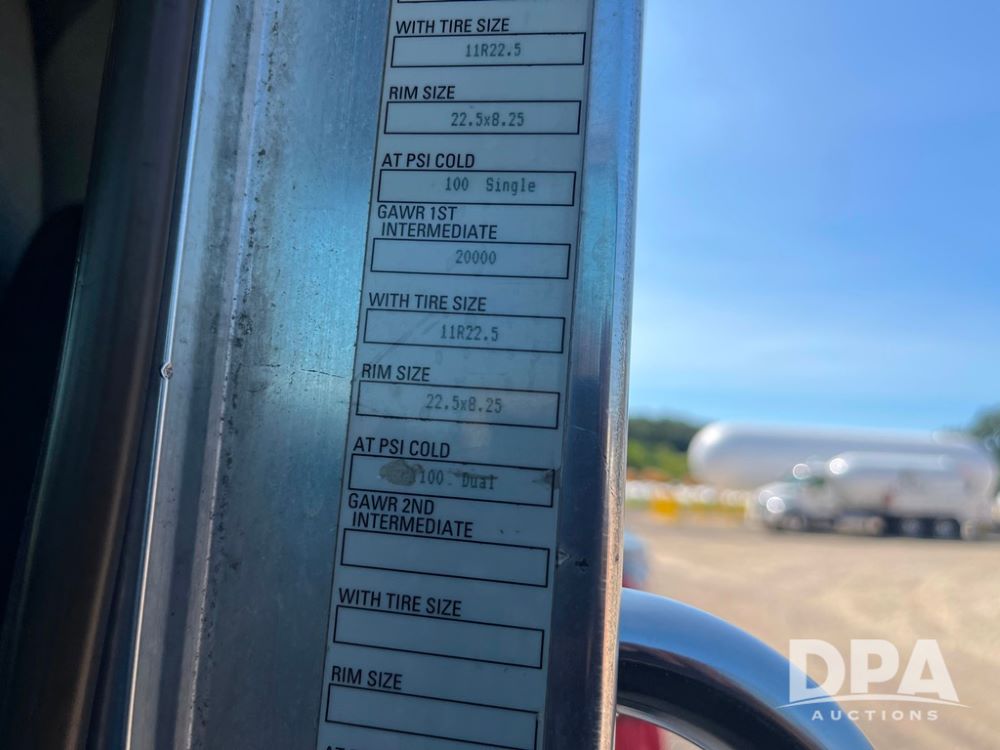 WITH TIRE SIZE
11R22.5
RIM SIZE
22.5x8.25
AT PSI COLD
100 Single
GAWR 1ST
INTERMEDIATE
20000
WITH TIRE SIZE
11R22.5
RIM SIZE
22.5x8.25
AT PSI COLD
100 Dual
GAWR 2ND
INTERMEDIATE
WITH TIRE SIZE
RIM SIZE
DPA
AUCTIONS